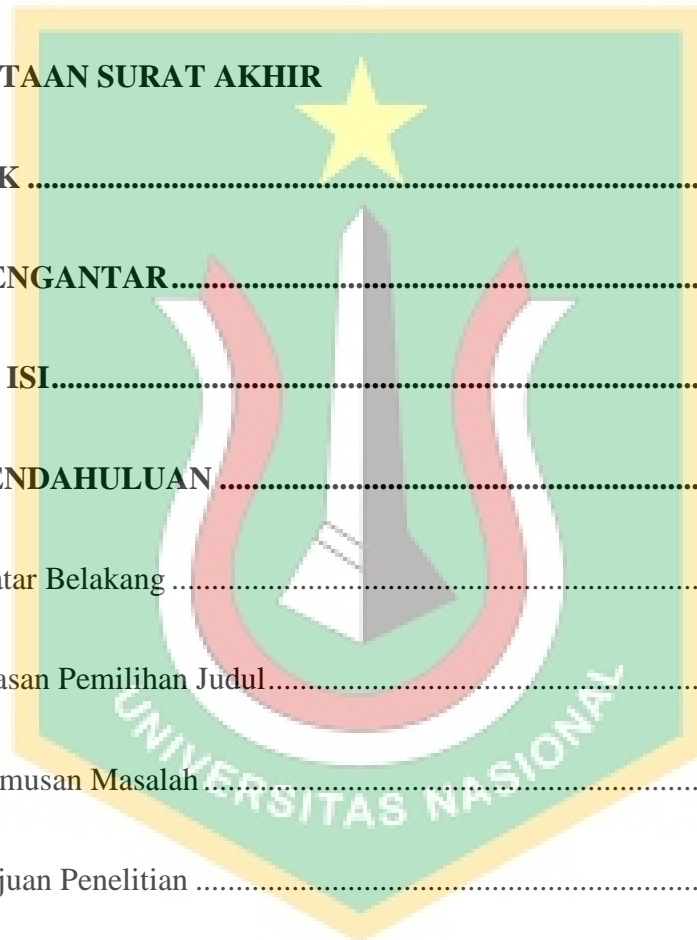 TAAN SURAT AKHIR
K ........................................................................
ENGANTAR........................................................................
ISI........................................................................
ENDAHULUAN ........................................................................
tar Belakang ........................................................................
asan Pemilihan Judul........................................................................
musan Masalah ........................................................................
UNIVERSITAS NASIONAL
juan Penelitian ........................................................................